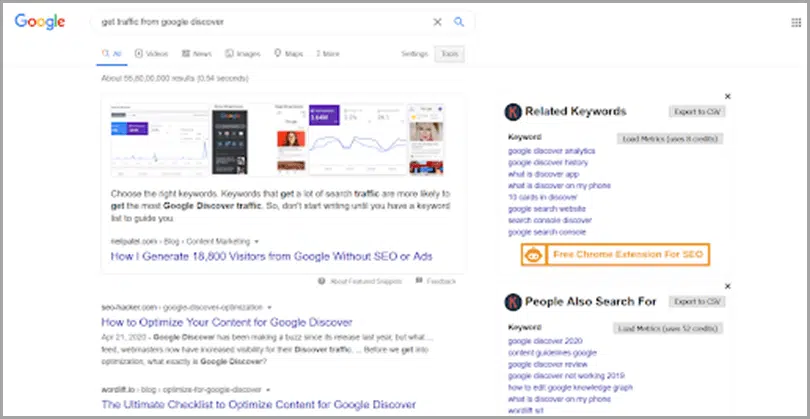 Google
get traffic from google discover
All Videos News Images Maps More Settings Tools
About 55,80,00,000 results (0.54 seconds)
Choose the right keywords. Keywords that get a lot of search traffic are more likely to
get the most Google Discover traffic. So, don't start writing until you have a keyword
list to guide you.
neilpatel.com › Blog › Content Marketing
How I Generate 18,800 Visitors from Google Without SEO or Ads
About Featured Snippets Feedback
seo-hacker.com › google-discover-optimization
How to Optimize Your Content for Google Discover
Apr 21, 2020 - Google Discover has been making a buzz since its release last year, but what…
feed, webmasters now have increased visibility for their Discover traffic. ... Before we get into
optimization, what exactly is Google Discover?
wordlift.io › blog › optimize-for-google-discover
The Ultimate Checklist to Optimize Content for Google Discover
Related Keywords Export to CSV
Keyword Load Metrics (uses 8 credits)
google discover analytics
google discover history
what is discover app
what is discover on my phone
10 cards in discover
google search website
search console discover
google search console
Free Chrome Extension For SEO
People Also Search For Export to CSV
Keyword Load Metrics (uses 12 credits)
google discover 2020
content guidelines google
google discover review
google discover not working 2019
how to edit google knowledge graph
what is discover on my phone
wordlift